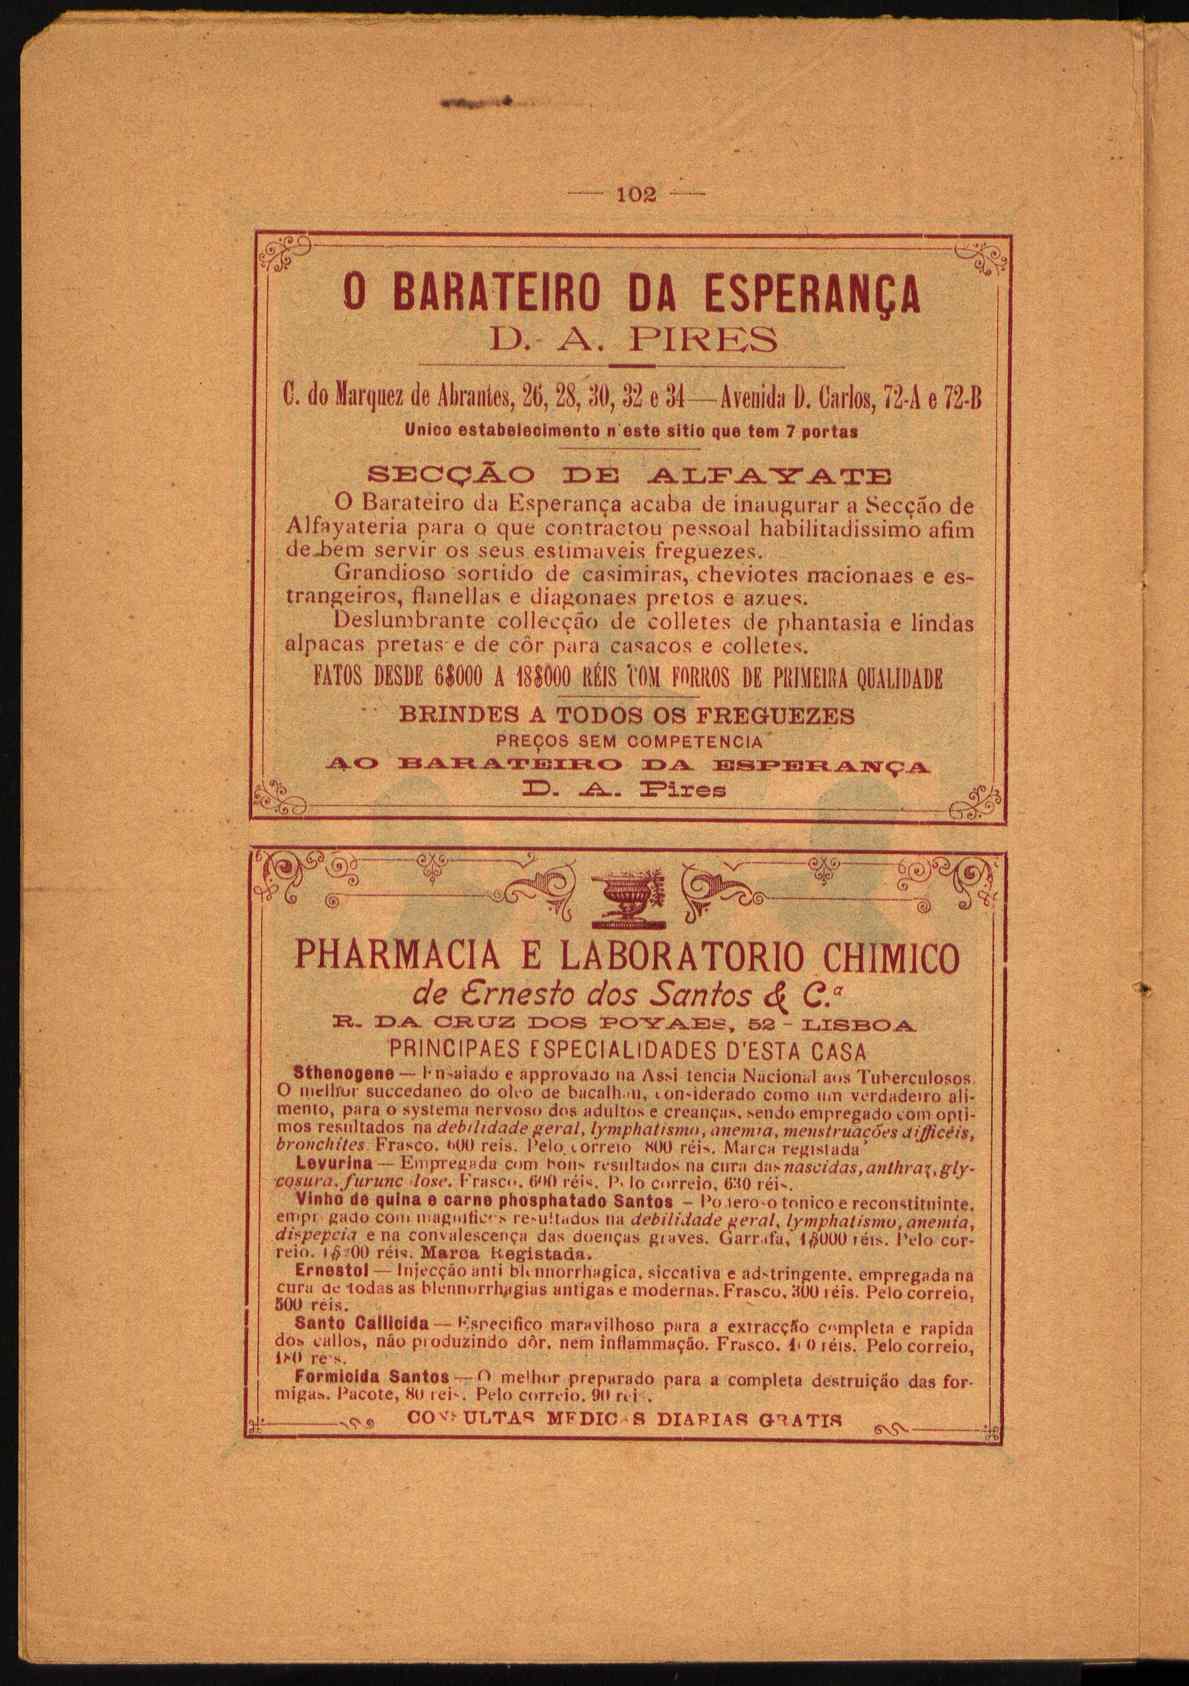 — 102 —
O BARATEIRO DA ESPERANÇA
D. A. PIRES
C. do Marquez de Abrantes, 26, 28, 30, 32 e 34—Avenida D. Carlos, 72-A e 72-B
Unico estabelecimento n'este sitio que tem 7 portas
SECÇÃO DE ALFAYATE
O Barateiro da Esperança acaba de inaugurar a Secção de
Alfayateria para o que contractou pessoal habilitadissimo afim
de bem servir os seus estimaveis freguezes.
Grandioso sortido de casimiras, cheviotes nacionaes e es-
trangeiros, flanellas e diagonaes pretos e azues.
Deslumbrante collecção de colletes de phantasia e lindas
alpacas pretas e de côr para casacos e colletes.
FATOS DESDE 6$000 A 18$000 RÉIS COM FORROS DE PRIMEIRA QUALIDADE
BRINDES A TODOS OS FREGUEZES
PREÇOS SEM COMPETENCIA
AO BARATEIRO DA ESPERANÇA
D. A. Pires
PHARMACIA E LABORATORIO CHIMICO
de Ernesto dos Santos & C.ª
R. DA CRUZ DOS POYAES, 52 - LISBOA
PRINCIPAES ESPECIALIDADES D'ESTA CASA
Sthenogene — Ensaiado e approvado na Assistencia Nacional aos Tuberculosos.
O melhor succedaneo do oleo de bacalhau, considerado como um verdadeiro ali-
mento, para o systema nervoso dos adultos e creanças, sendo empregado com opti-
mos resultados na debilidade geral, lymphatismo, anemia, menstruações difficeis,
bronchites. Frasco, 600 reis. Pelo correio 800 réis. Marca registada
Levurina — Empregada com bons resultados na cura das nascidas, anthraz, gly-
cosura, furunculose. Frasco, 600 réis. Pelo correio, 630 réis.
Vinho de quina e carne phosphatado Santos — Poderoso tonico e reconstituinte,
empregado com magnificos resultados na debilidade geral, lymphatismo, anemia,
dispepcia e na convalescença das doenças graves. Garrafa, 1$000 réis. Pelo cor-
reio, réis. Marca Registada.
Ernestol — Injecção anti blennorrhagica, siccativa e adstringente, empregada na
cura de todas as blennorrhagias antigas e modernas. Frasco, 300 réis. Pelo correio,
500 réis.
Santo Callicida — Especifico maravilhoso para a extracção completa e rapida
dos callos, não produzindo dôr, nem inflammação. Frasco, réis. Pelo correio,
180 réis.
Formicida Santos — O melhor preparado para a completa destruição das for-
migas. Pacote, 80 reis. Pelo correio, 90 reis.
CONSULTAS MEDICAS DIARIAS GRATIS